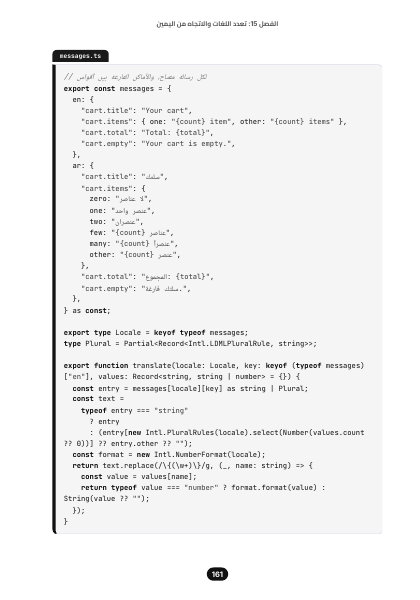 الفصل 15: تعدد اللغات والاتجاه من اليمين
messages.ts
// لكل رسالة مفتاح، والأماكن الفارغة بين أقواس
export const messages = {
en: {
"cart.title": "Your cart",
"cart.items": { one: "{count} item", other: "{count} items" },
"cart.total": "Total: {total}",
"cart.empty": "Your cart is empty.",
},
ar: {
"cart.title": "سلتك",
"cart.items": {
zero: "لا عناصر",
one: "عنصر واحد",
two: "عنصران",
few: "{count} عناصر",
many: "{count} عنصرًا",
other: "{count} عنصر",
},
"cart.total": "المجموع: {total}",
"cart.empty": "سلتك فارغة.",
},
} as const;
export type Locale = keyof typeof messages;
type Plural = Partial<Record<Intl.LDMLPluralRule, string>>;
export function translate(locale: Locale, key: keyof (typeof messages)
["en"], values: Record<string, string | number> = {}) {
const entry = messages[locale][key] as string | Plural;
const text =
typeof entry === "string"
? entry
: (entry[new Intl.PluralRules(locale).select(Number(values.count
?? 0))] ?? entry.other ?? "");
const format = new Intl.NumberFormat(locale);
return text.replace(/\{(\w+)\}/g, (_, name: string) => {
const value = values[name];
return typeof value === "number" ? format.format(value) :
String(value ?? "");
});
}
161